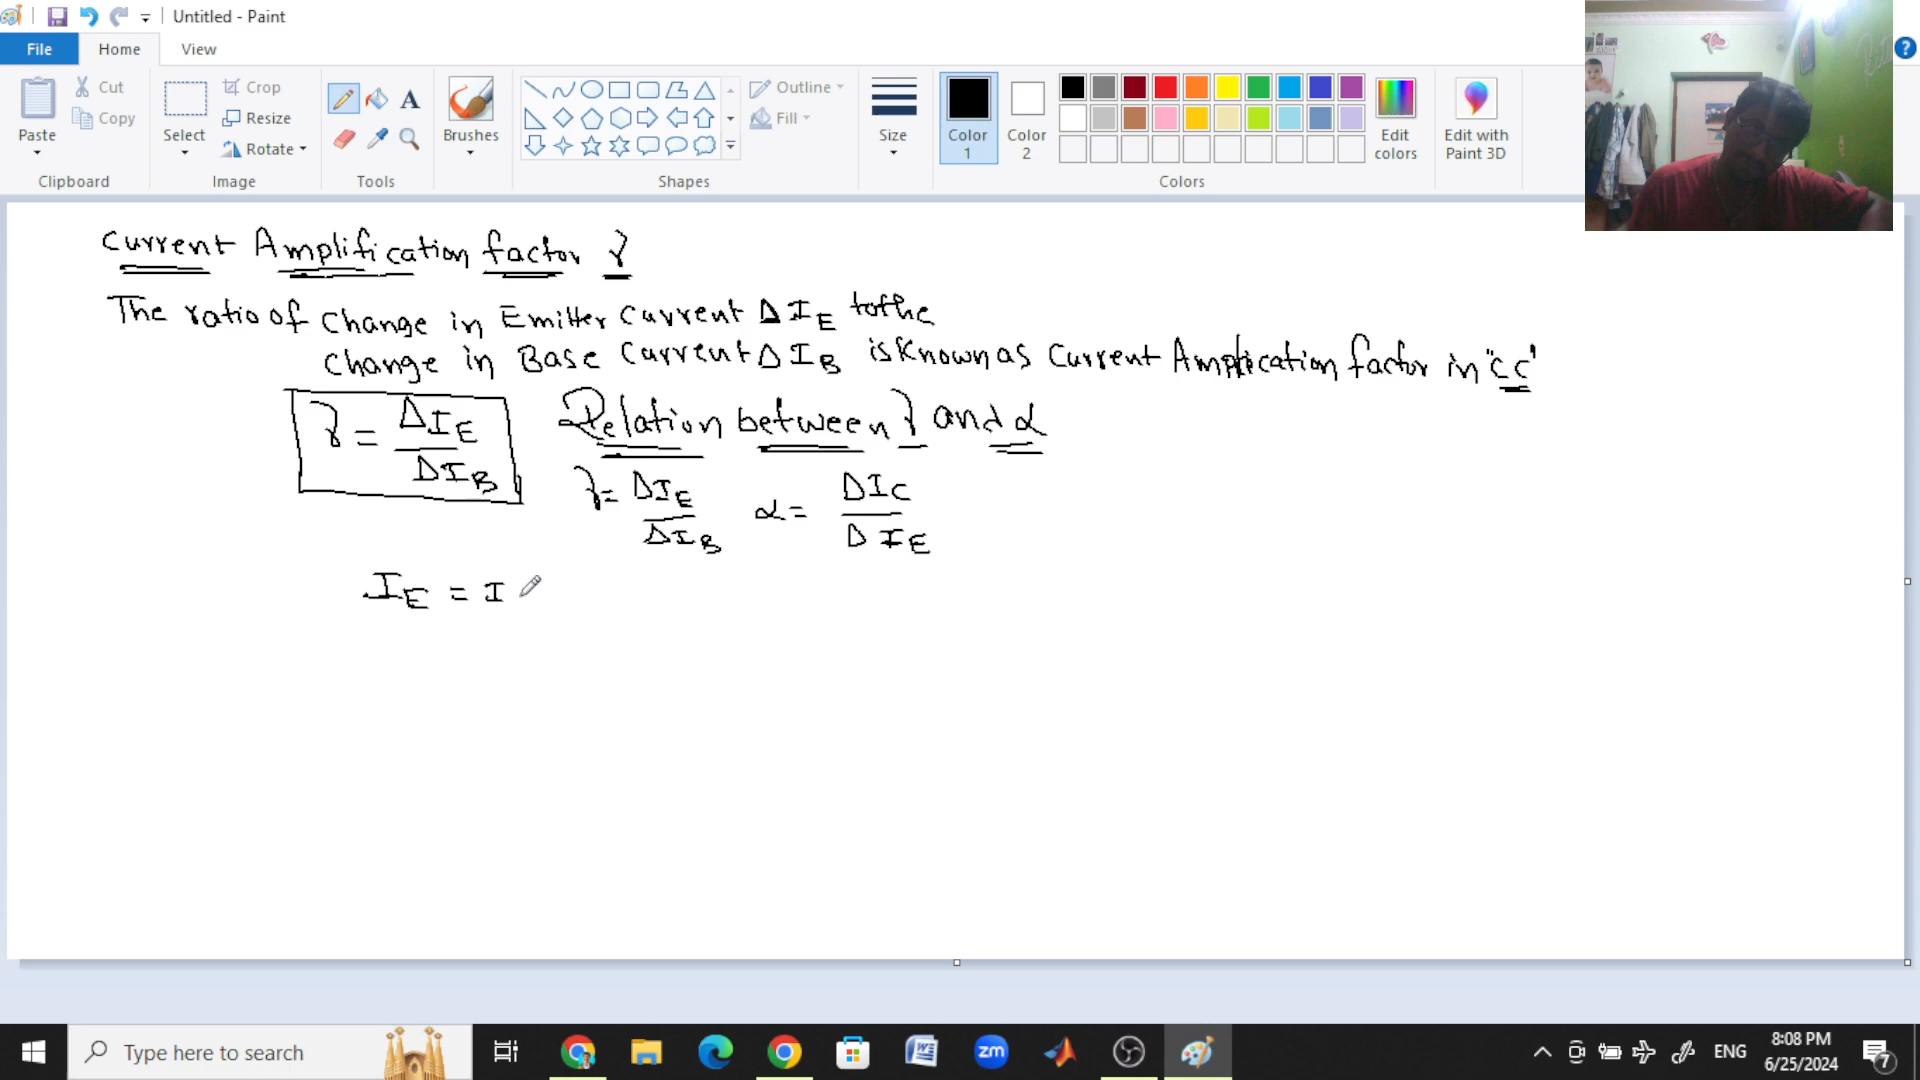 Untitled - Paint
File Home View
Paste Cut Copy Clipboard
Select Crop Resize Rotate Image
Tools
Brushes
Outline Fill Shapes
Size
Color 1 Color 2 Edit colors Colors
Edit with Paint 3D
Current Amplification factor γ
The ratio of change in Emitter current ΔIE to the
change in Base current ΔIB is known as current Amplication factor in "CC"
γ = ΔIE / ΔIB
Relation between γ and α
γ = ΔIE / ΔIB α = ΔIC / ΔIE
IE = I
Type here to search
ENG
8:08 PM
6/25/2024
7